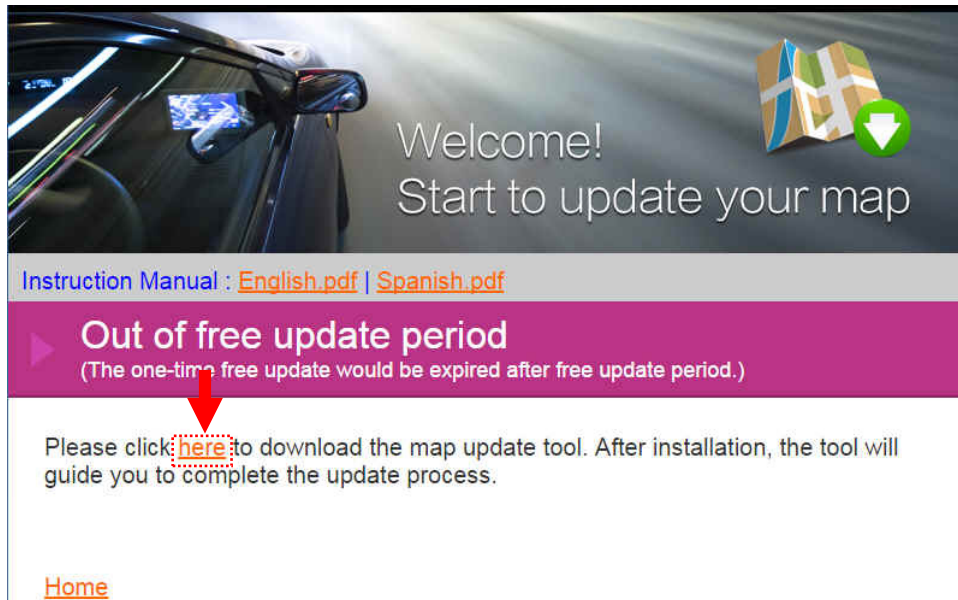 Welcome!
Start to update your map
Instruction Manual : English.pdf | Spanish.pdf
Out of free update period
(The one-time free update would be expired after free update period.)
Please click here to download the map update tool. After installation, the tool will
guide you to complete the update process.
Home